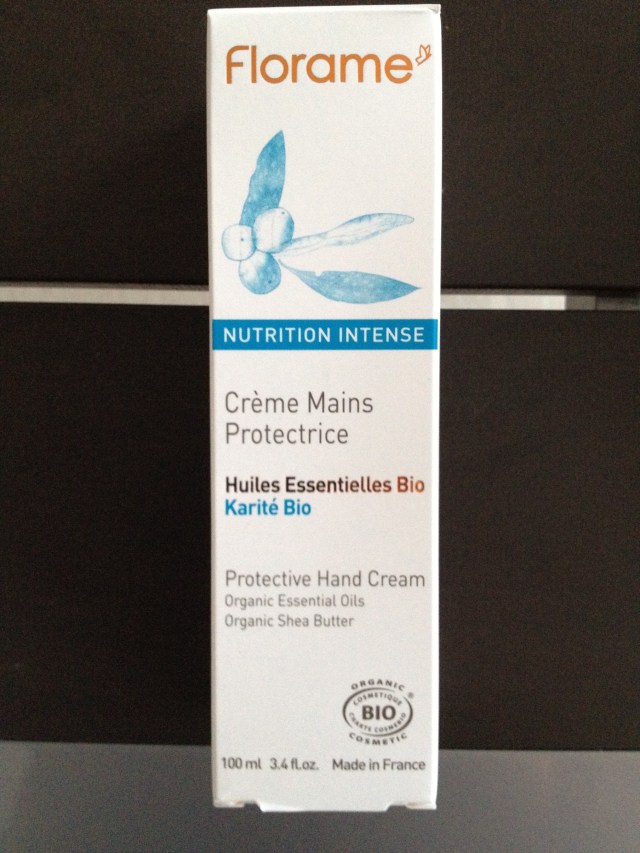 Florame
NUTRITION INTENSE
Crème Mains
Protectrice
Huiles Essentielles Bio
Karité Bio
Protective Hand Cream
Organic Essential Oils
Organic Shea Butter
ORGANIC ®
COSMETIQUE
BIO
CHARTE COSMEBIO
COSMETIC
100 ml 3.4 fl.oz. Made in France